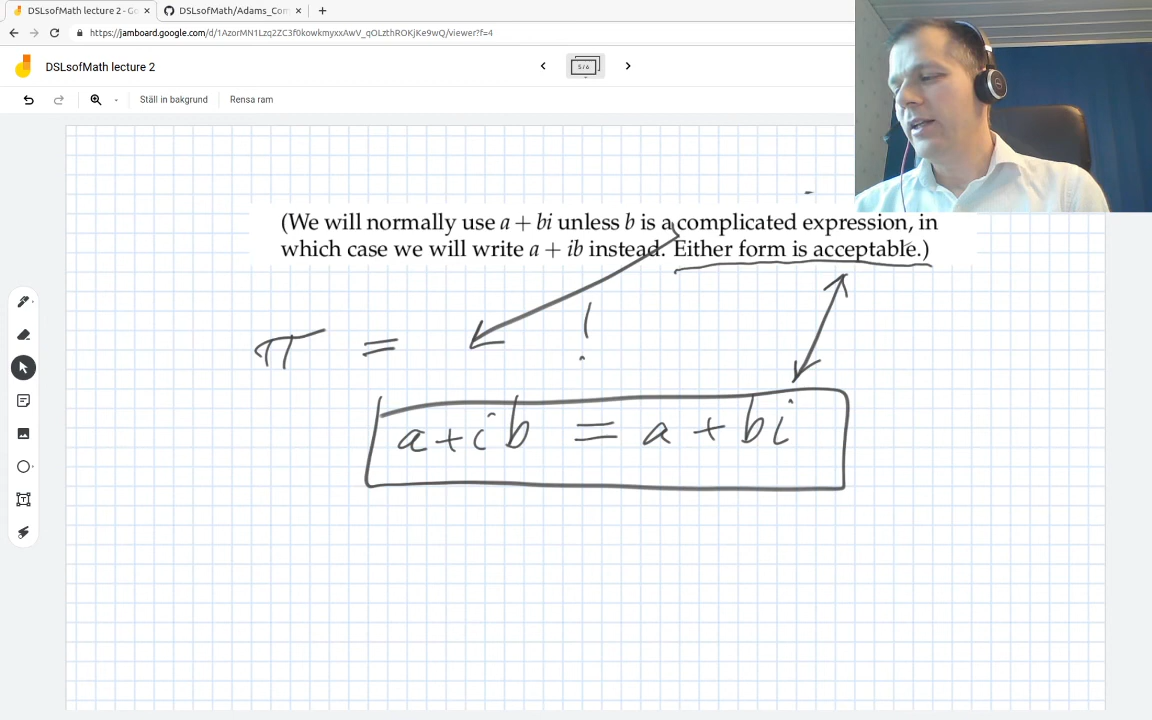 DSLsofMath lecture 2 - Go
DSLsofMath/Adams_Con
https://jamboard.google.com/d/1AzorMN1Lzq2ZC3f0kowkmyxxAwV_qOLzthROKjKe9wQ/viewer?f=4
DSLsofMath lecture 2
5/6
Ställ in bakgrund Rensa ram
(We will normally use a + bi unless b is a complicated expression, in
which case we will write a + ib instead. Either form is acceptable.)
π = !
a+ib = a + bi